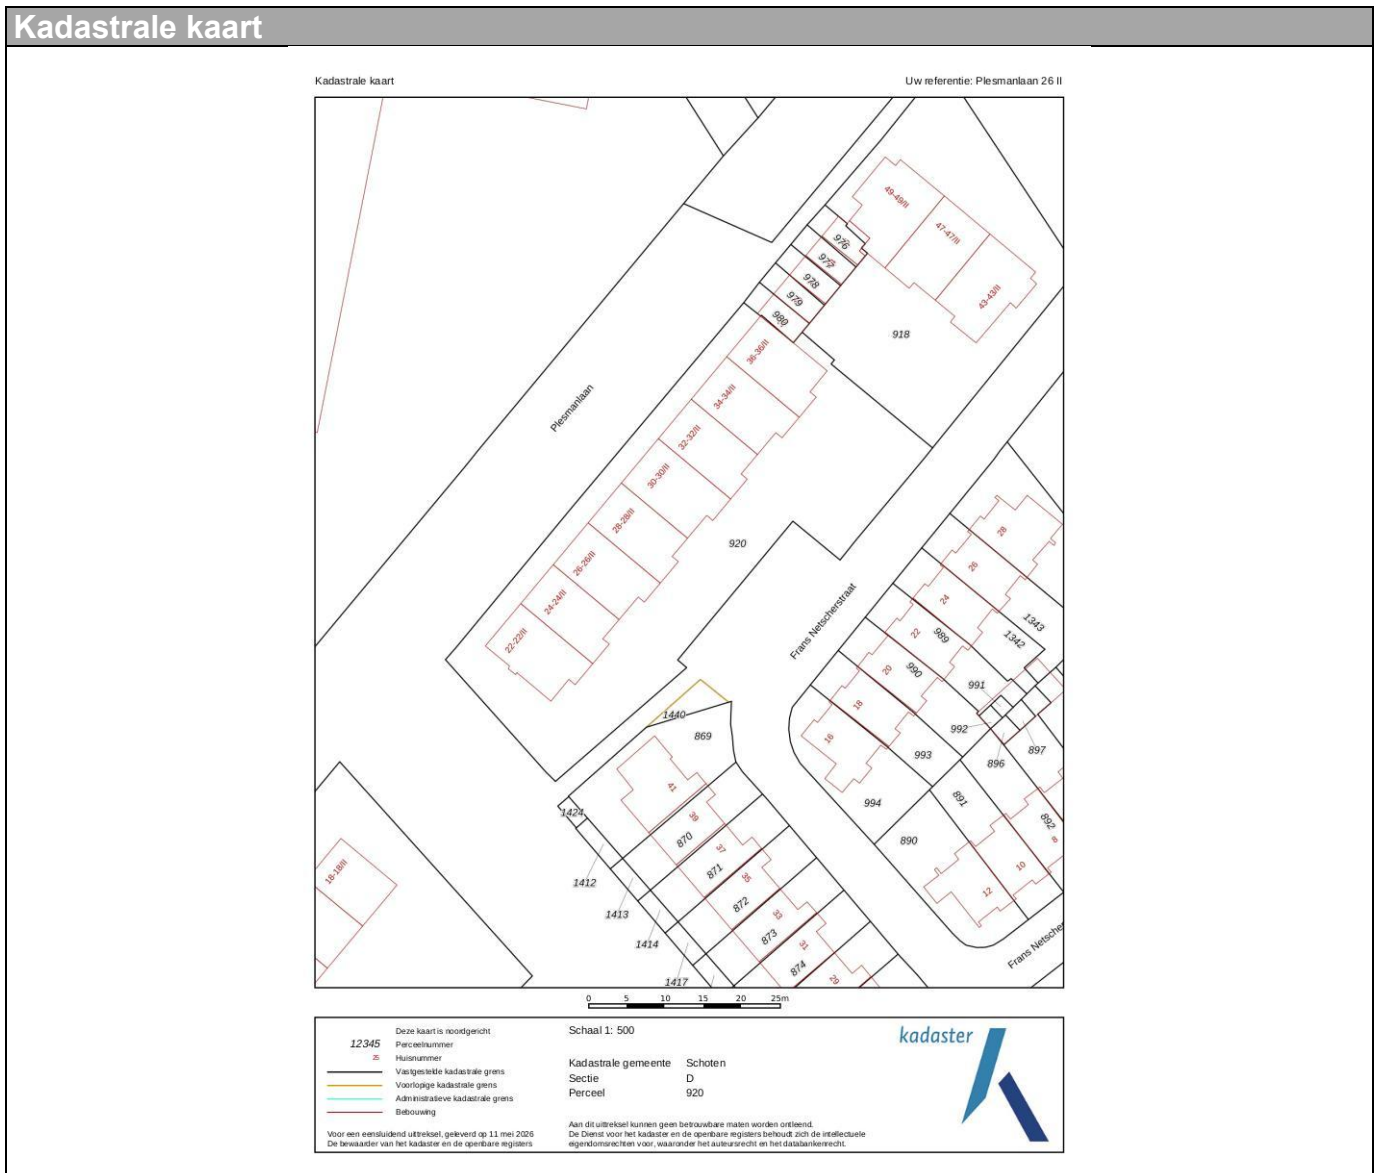 Kadastrale kaart
Kadastrale kaart
Uw referentie: Plesmanlaan 26 II
49-49/II
47-47/II
43-43/II
976
977
978
979
980
918
36-36/II
34-34/II
32-32/II
30-30/II
28-28/II
26-26/II
24-24/II
22-22/II
Plesmanlaan
920
Frans Netscherstraat
28
26
24
22
20
18
16
1343
1342
989
990
991
992
993
994
896
897
890
891
892
8
10
12
Frans Netscher
1440
869
41
39
870
37
871
35
872
33
873
31
874
29
1424
1412
1413
1414
1417
18-18/II
0 5 10 15 20 25m
Deze kaart is noordgericht
12345 Perceelnummer
25 Huisnummer
Vastgestelde kadastrale grens
Voorlopige kadastrale grens
Administratieve kadastrale grens
Bebouwing
Voor een eensluidend uittreksel, geleverd op 11 mei 2026
De bewaarder van het kadaster en de openbare registers
Schaal 1: 500
Kadastrale gemeente Schoten
Sectie D
Perceel 920
Aan dit uittreksel kunnen geen betrouwbare maten worden ontleend.
De Dienst voor het kadaster en de openbare registers behoudt zich de intellectuele
eigendomsrechten voor, waaronder het auteursrecht en het databankenrecht.
kadaster